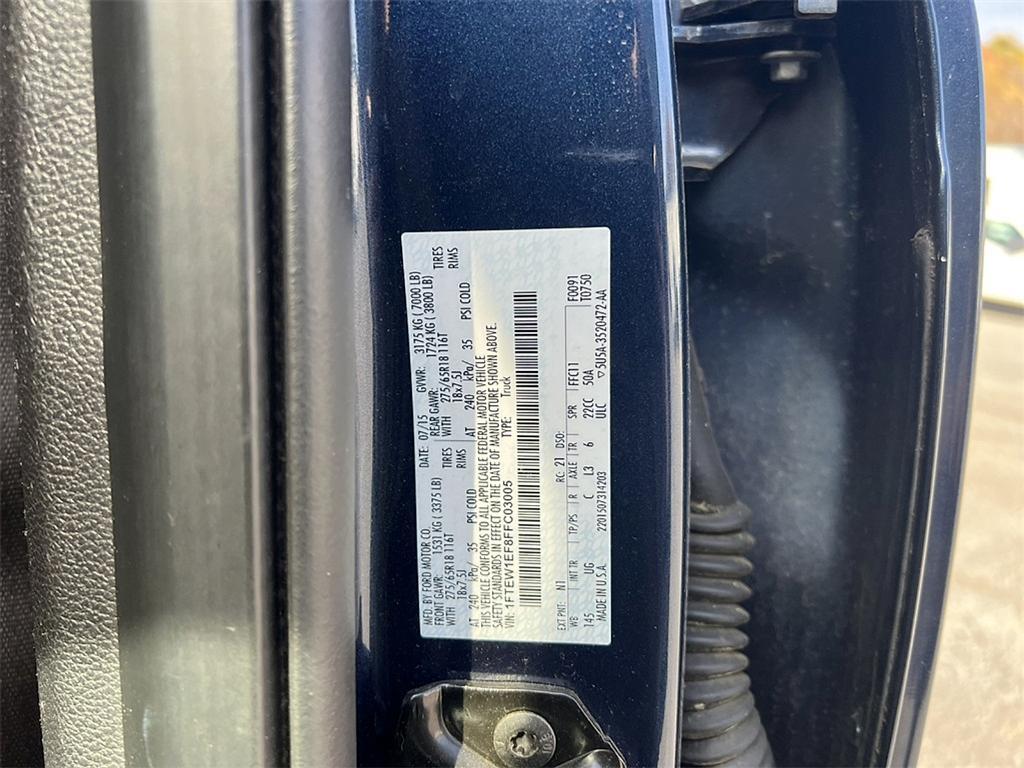 MFD. BY FORD MOTOR CO. DATE: 07/15 GVWR: 3175 KG ( 7000 LB)
FRONT GAWR: 1531 KG ( 3375 LB) REAR GAWR: 1724 KG ( 3800 LB)
WITH 275/65R18 116T TIRES WITH 275/65R18 116T TIRES
18x7.5J RIMS 18x7.5J RIMS
AT 240 kPa/ 35 PSI COLD AT 240 kPa/ 35 PSI COLD
THIS VEHICLE CONFORMS TO ALL APPLICABLE FEDERAL MOTOR VEHICLE
SAFETY STANDARDS IN EFFECT ON THE DATE OF MANUFACTURE SHOWN ABOVE.
VIN: 1FTEW1EF8FFC03005 TYPE: Truck
EXT PNT: N1 RC: 21 DSO: FFC11 F0091
WB INT TR TP/PS R AXLE TR SPR 50A T0750
145 UG C L3 6 22CC
MADE IN U.S.A. 2201507314203 ULC 5U5A-3520472-AA